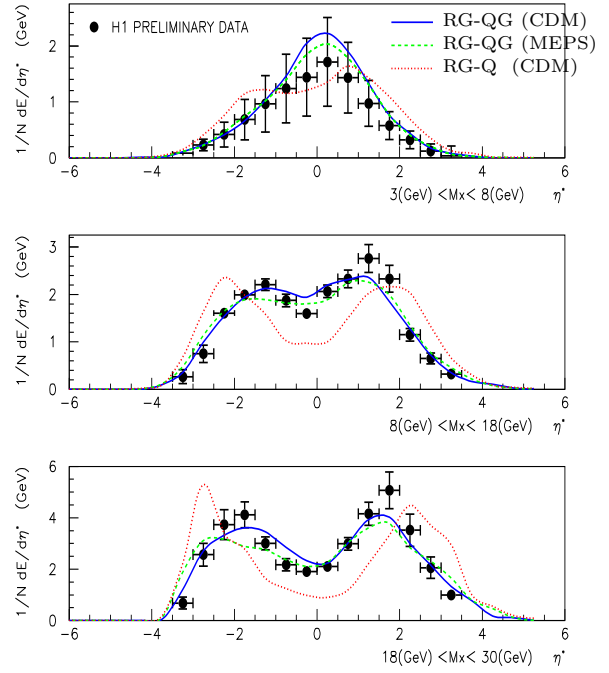 H1 PRELIMINARY DATA
RG-QG (CDM)
RG-QG (MEPS)
RG-Q (CDM)
1/N dE/dη* (GeV)
0
1
2
-6 -4 -2 0 2 4 6
3(GeV) <Mx< 8(GeV) η*
1/N dE/dη* (GeV)
0
1
2
3
-6 -4 -2 0 2 4 6
8(GeV) <Mx< 18(GeV) η*
1/N dE/dη* (GeV)
0
2
4
6
-6 -4 -2 0 2 4 6
18(GeV) <Mx< 30(GeV) η*